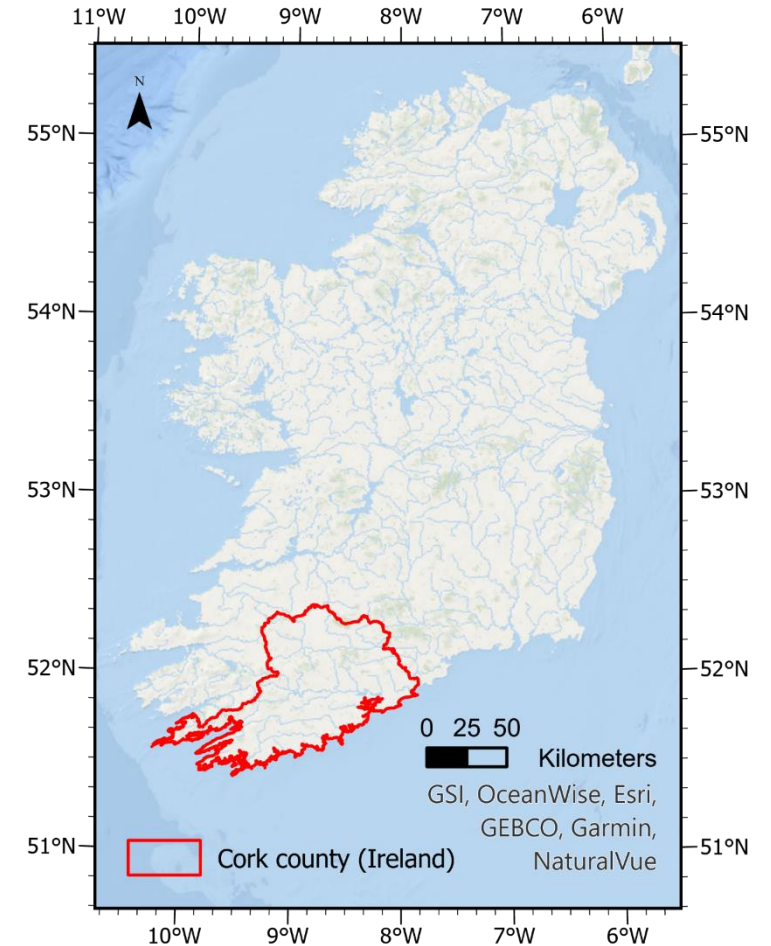 11°W 10°W 9°W 8°W 7°W 6°W
N
55°N 55°N
54°N 54°N
53°N 53°N
52°N 52°N
0 25 50
Kilometers
GSI, OceanWise, Esri,
GEBCO, Garmin,
NaturalVue
51°N 51°N
Cork county (Ireland)
10°W 9°W 8°W 7°W 6°W